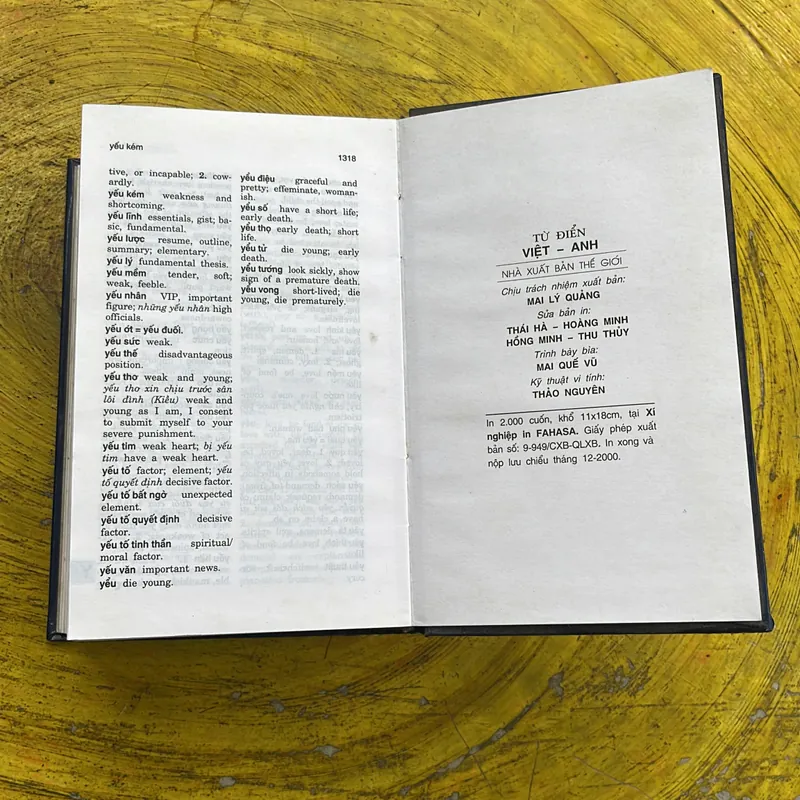 yếu kém
1318
tive, or incapable; 2. cow-
ardly.
yếu kém weakness and
shortcoming.
yếu lĩnh essentials, gist; ba-
sic, fundamental.
yếu lược resume, outline,
summary; elementary.
yếu lý fundamental thesis.
yếu mềm tender, soft;
weak, feeble.
yếu nhân VIP, important
figure; những yếu nhân high
officials.
yếu ớt = yếu đuối.
yếu sức weak.
yếu thế disadvantageous
position.
yếu thơ weak and young;
yếu thơ xin chịu trước sân
lôi đình (Kiều) weak and
young as I am, I consent
to submit myself to your
severe punishment.
yếu tim weak heart; bị yếu
tim have a weak heart.
yếu tố factor; element; yếu
tố quyết định decisive factor.
yếu tố bất ngờ unexpected
element.
yếu tố quyết định decisive
factor.
yếu tố tinh thần spiritual/
moral factor.
yếu văn important news.
yểu die young.
yểu điệu graceful and
pretty; effeminate, woman-
ish.
yểu số have a short life;
early death.
yểu thọ early death; short
life.
yểu tử die young; early
death.
yểu tướng look sickly, show
sign of a premature death.
yểu vong short-lived; die
young, die prematurely.
TỪ ĐIỂN
VIỆT – ANH
NHÀ XUẤT BẢN THẾ GIỚI
Chịu trách nhiệm xuất bản:
MAI LÝ QUẢNG
Sửa bản in:
THÁI HÀ – HOÀNG MINH
HỒNG MINH – THU THỦY
Trình bày bìa:
MAI QUẾ VŨ
Kỹ thuật vi tính:
THẢO NGUYÊN
In 2.000 cuốn, khổ 11x18cm, tại Xí
nghiệp in FAHASA. Giấy phép xuất
bản số: 9-949/CXB-QLXB. In xong và
nộp lưu chiểu tháng 12-2000.